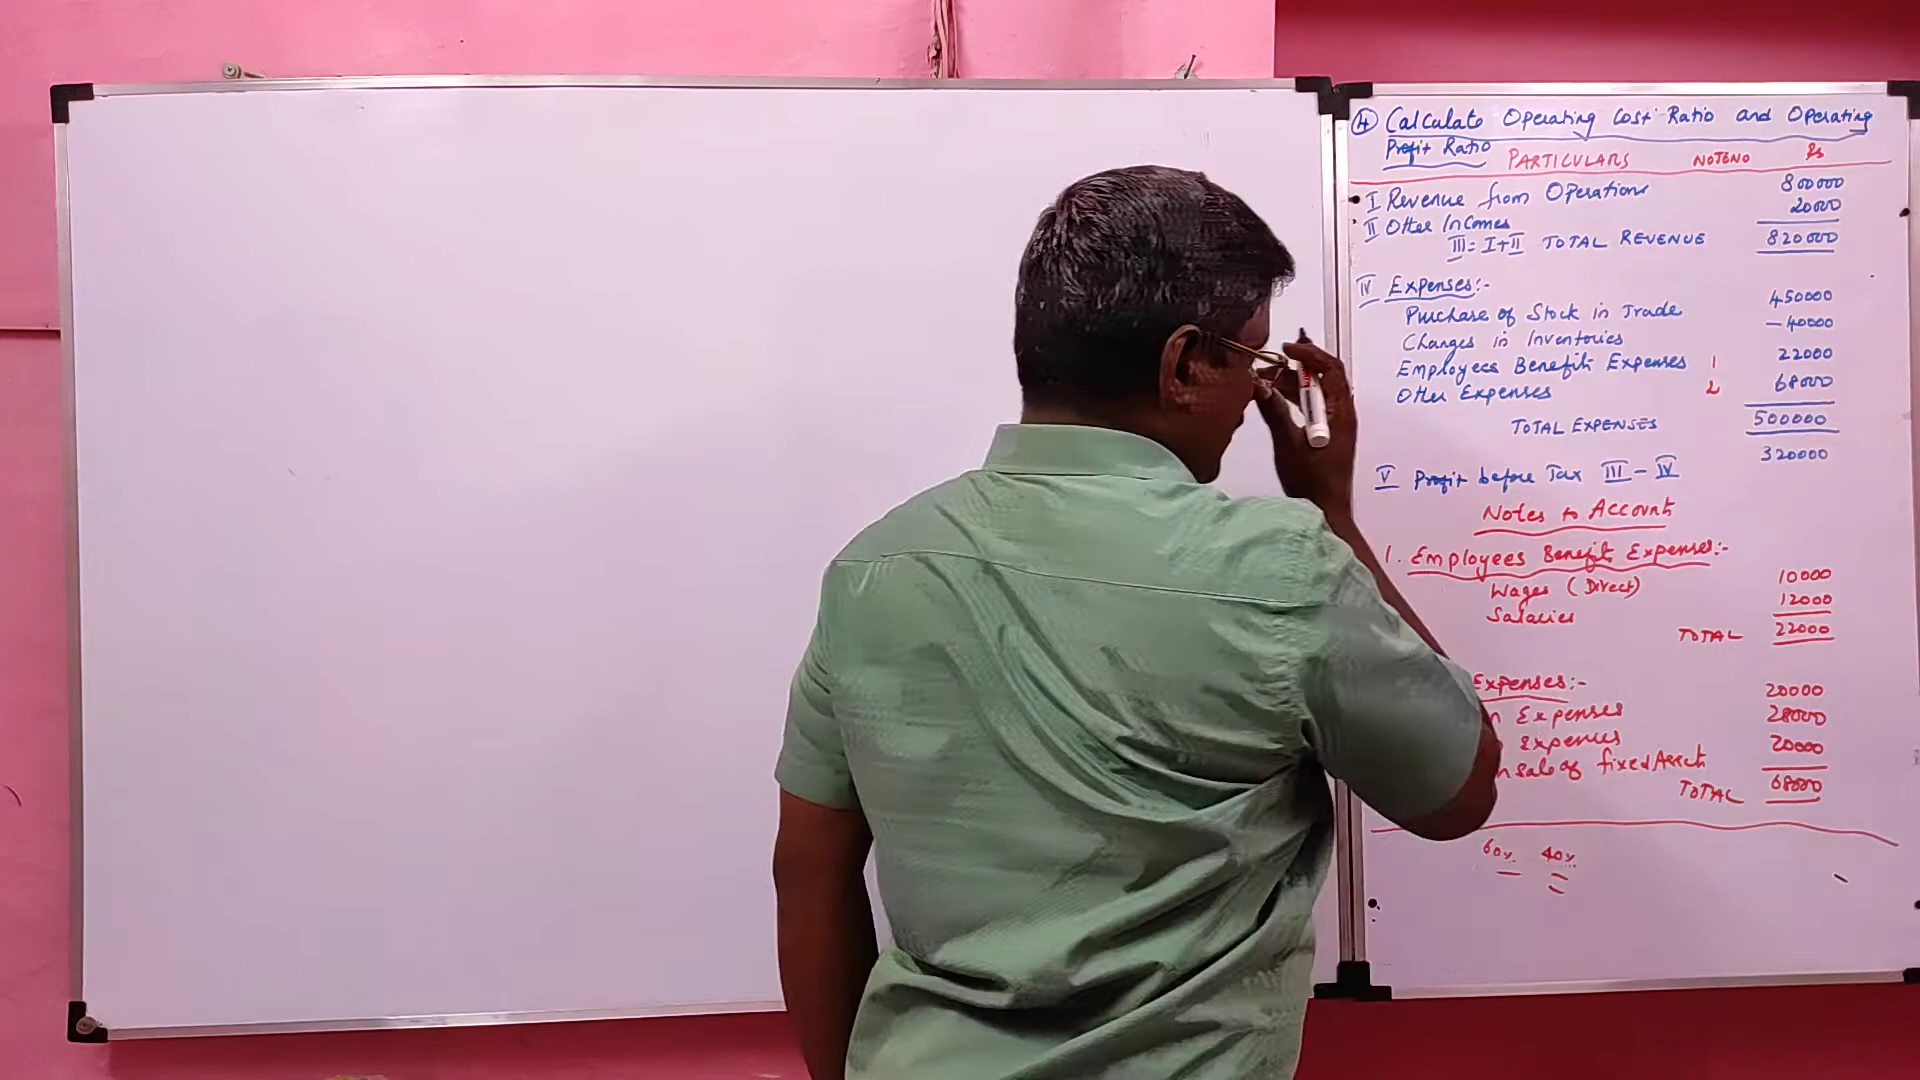 4 Calculate Operating Cost Ratio and Operating
Profit Ratio
PARTICULARS NOTENO Rs
I Revenue from Operations 800000
II Other Incomes 20000
III = I+II TOTAL REVENUE 820000
IV Expenses:-
Purchase of Stock in Trade 450000
Changes in Inventories -40000
Employees Benefit Expenses 1 22000
Other Expenses 2 68000
TOTAL EXPENSES 500000
V Profit before Tax III - IV 320000
Notes to Account
1. Employees Benefit Expenses:-
Wages (Direct) 10000
Salaries 12000
TOTAL 22000
Expenses:-
n Expenses 20000
expenses 28000
n sale of fixed Assets 20000
TOTAL 68000
60% 40%